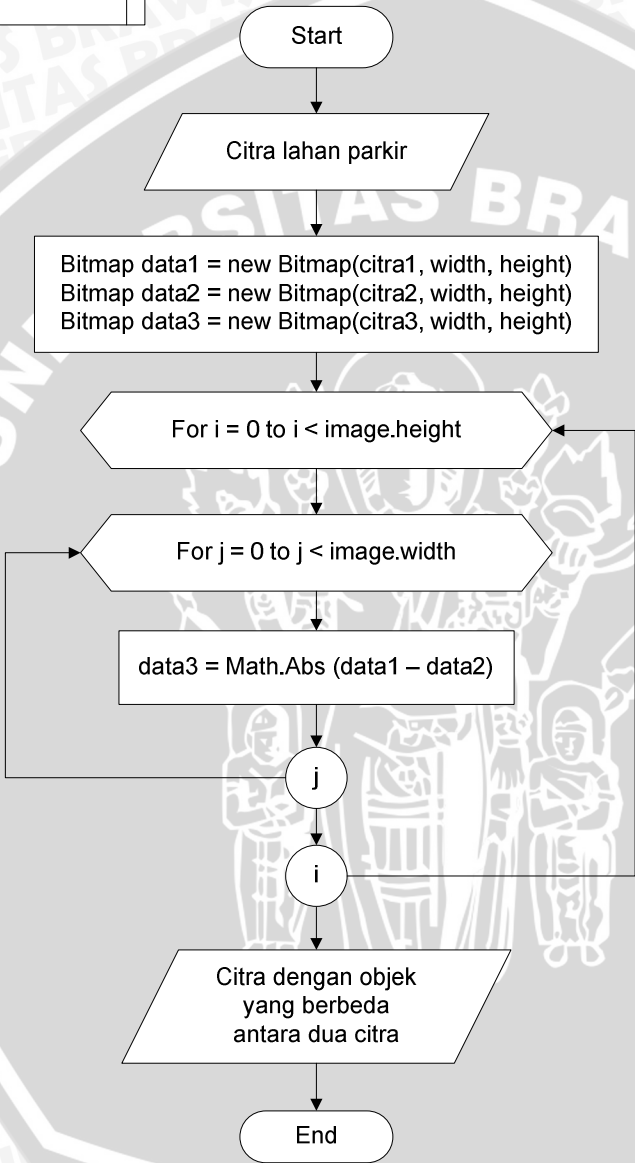 Start
Citra lahan parkir
Bitmap data1 = new Bitmap(citra1, width, height)
Bitmap data2 = new Bitmap(citra2, width, height)
Bitmap data3 = new Bitmap(citra3, width, height)
For i = 0 to i < image.height
For j = 0 to j < image.width
data3 = Math.Abs (data1 – data2)
j
i
Citra dengan objek
yang berbeda
antara dua citra
End